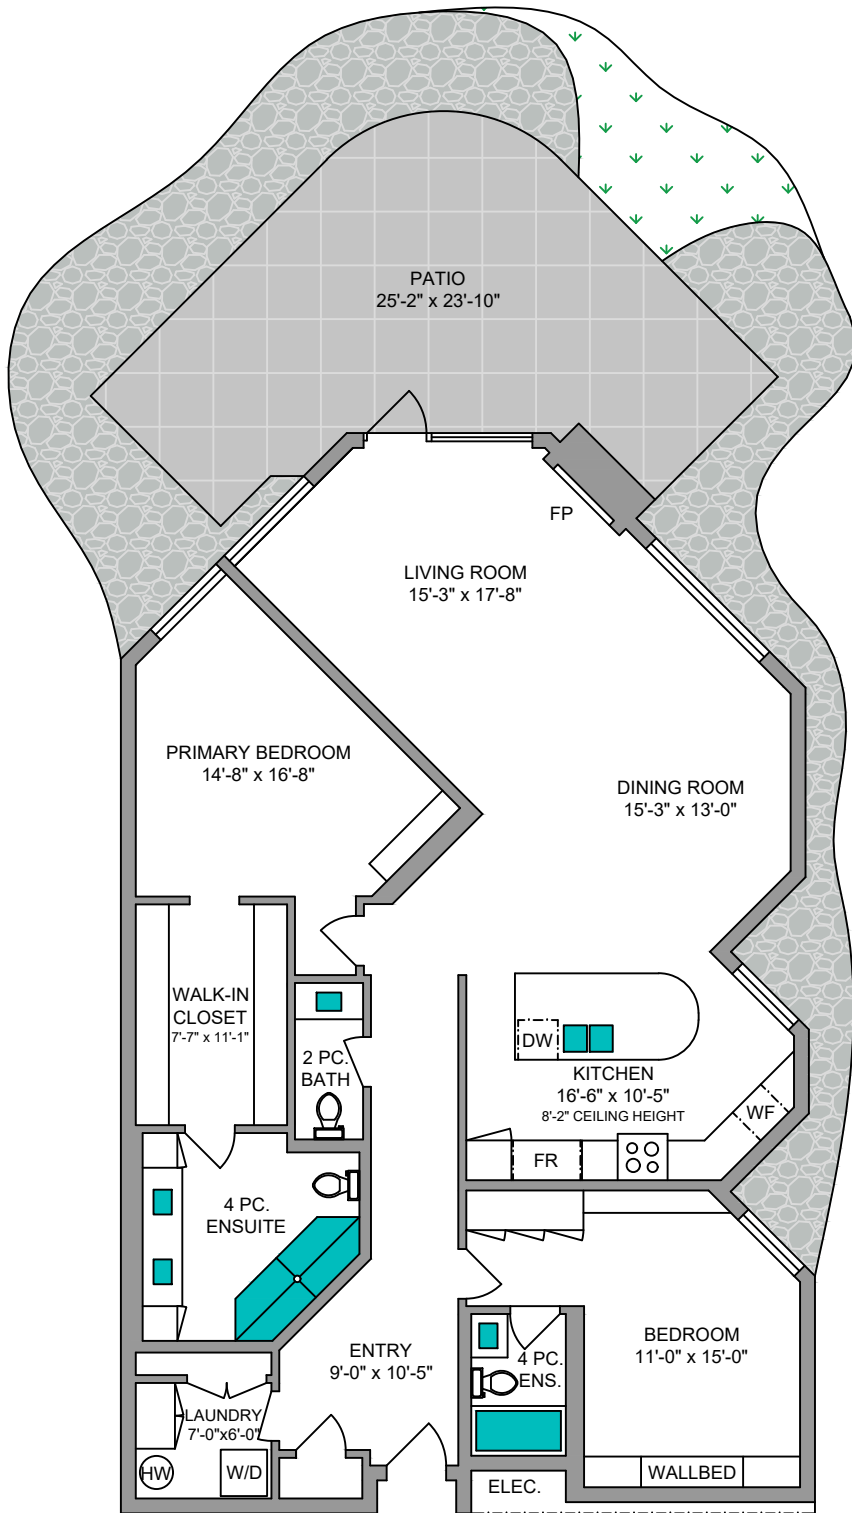 PATIO
25'-2" x 23'-10"
FP
LIVING ROOM
15'-3" x 17'-8"
PRIMARY BEDROOM
14'-8" x 16'-8"
DINING ROOM
15'-3" x 13'-0"
WALK-IN
CLOSET
7'-7" x 11'-1"
2 PC.
BATH
DW
KITCHEN
16'-6" x 10'-5"
8'-2" CEILING HEIGHT
WF
FR
4 PC.
ENSUITE
ENTRY
9'-0" x 10'-5"
BEDROOM
11'-0" x 15'-0"
4 PC.
ENS.
LAUNDRY
7'-0"x6'-0"
HW
W/D
WALLBED
ELEC.